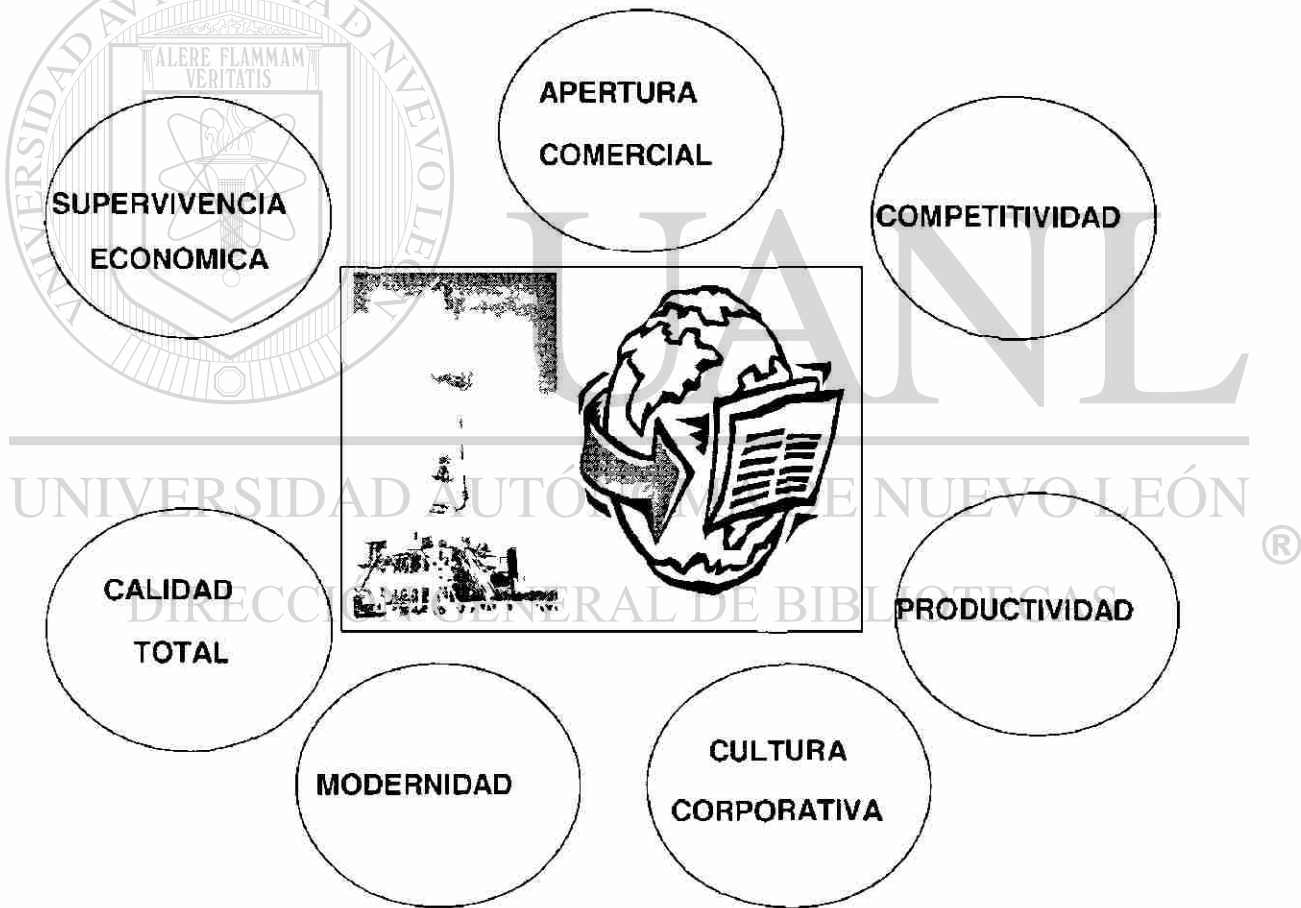 ALERE FLAMMAM
VERITATIS
APERTURA
COMERCIAL
SUPERVIVENCIA
ECONOMICA
COMPETITIVIDAD
UANL
UNIVERSIDAD AUTÓNOMA DE NUEVO LEÓN
®
CALIDAD
TOTAL
DIRECCIÓN GENERAL DE BIBLIOTECAS
PRODUCTIVIDAD
MODERNIDAD
CULTURA
CORPORATIVA